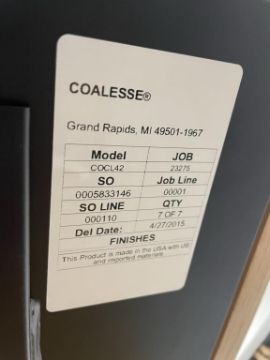 COALESSE®
Grand Rapids, MI 49501-1967
Model JOB
COCL42 23275
SO Job Line
0005833146 00001
SO LINE QTY
000110 7 OF 7
Del Date: 4/27/2015
FINISHES
This Product is made in the USA with US
and imported materials